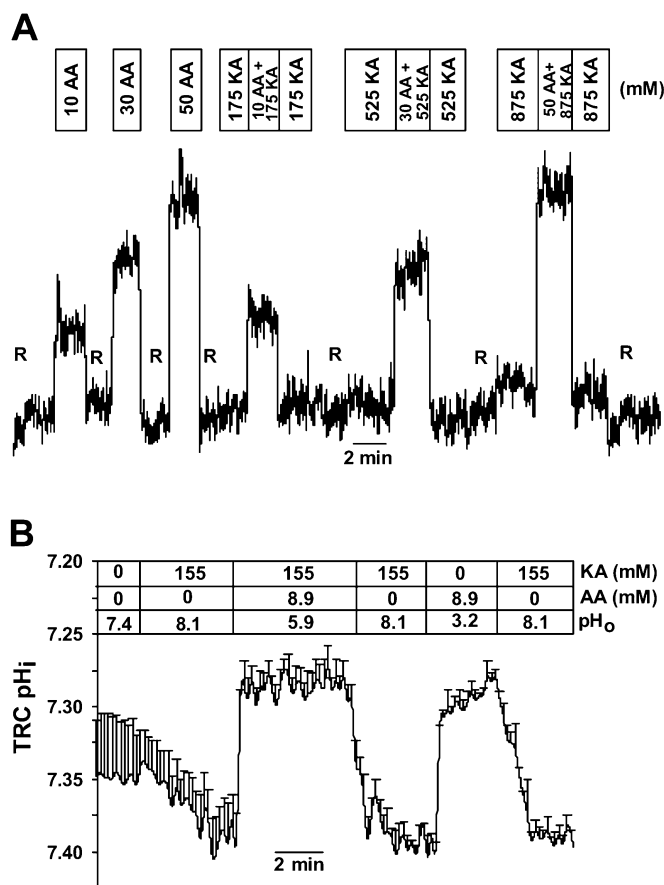 A
10 AA
30 AA
50 AA
175 KA
10 AA +
175 KA
175 KA
525 KA
30 AA +
525 KA
525 KA
875 KA
50 AA+
875 KA
875 KA
(mM)
R
R
R
R
R
R
R
2 min
B
7.20
7.25
7.30
7.35
7.40
TRC pHi
0 155 155 155 0 155 KA (mM)
0 0 8.9 0 8.9 0 AA (mM)
7.4 8.1 5.9 8.1 3.2 8.1 pHo
2 min